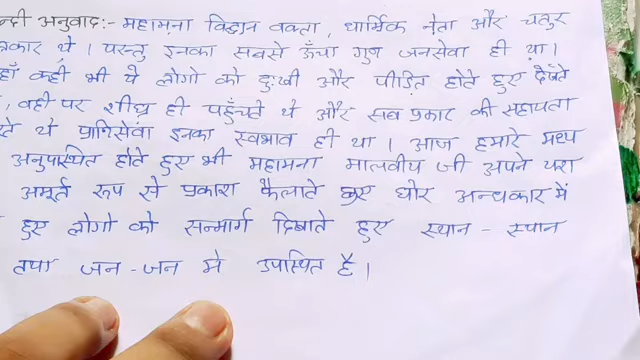 न्दी अनुवाद:- महामना विद्वान वक्ता, धार्मिक नेता और चतुर
त्रकार थे। परन्तु इनका सबसे ऊँचा गुण जनसेवा ही था।
हाँ कही भी ये लोगो को दुःखी और पीडित होते हुए देखते
, वही पर शीघ्र ही पहुँचते थे और सब प्रकार की सहायता
रते थे प्राणिसेवा इनका स्वभाव ही था। आज हमारे मध्य
अनुपस्थित होते हुए भी महामना मालवीय जी अपने यश
अमूर्त रूप से प्रकाश फैलाते हुए घोर अन्धकार में
हुए लोगो को सन्मार्ग दिखाते हुए स्थान - स्थान
तथा जन - जन मे उपस्थित है।